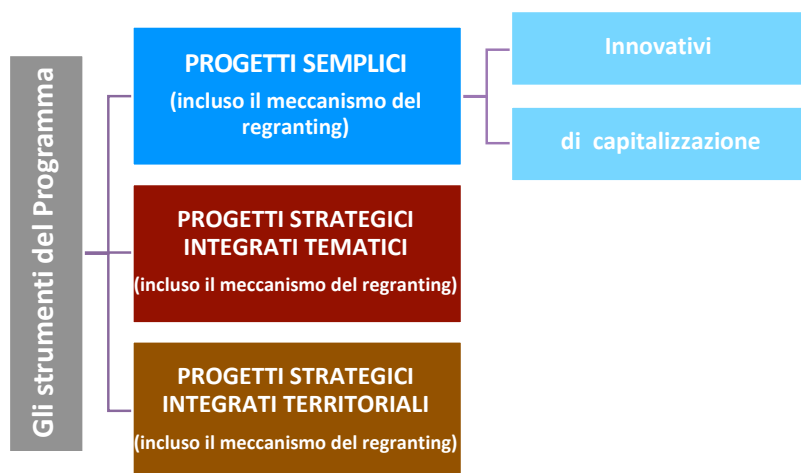 Gli strumenti del Programma
PROGETTI SEMPLICI
(incluso il meccanismo del
regranting)
Innovativi
di capitalizzazione
PROGETTI STRATEGICI
INTEGRATI TEMATICI
(incluso il meccanismo del regranting)
PROGETTI STRATEGICI
INTEGRATI TERRITORIALI
(incluso il meccanismo del regranting)